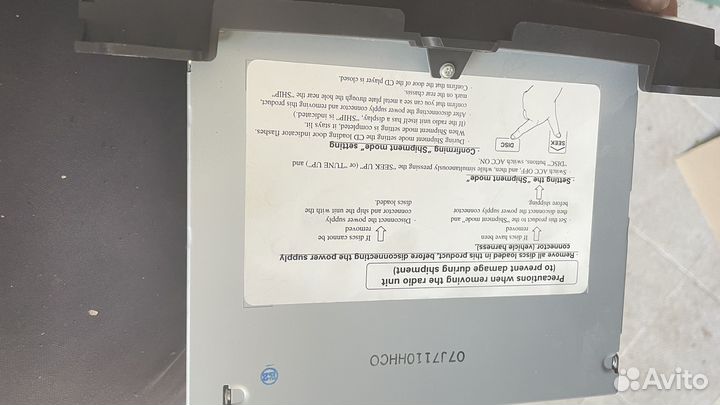 Precautions when removing the radio unit
(to prevent damage during shipment)
· Remove all discs loaded in this product, before disconnecting the power supply
connector (vehicle harness).
If discs have been
removed
· Set this to the product "Shipment mode" and
then disconnect the power supply connector
before shipping
If discs cannot be
removed
· Disconnect the power supply
connector and ship the unit with the
discs loaded.
· Setting the "Shipment mode"
· Switch ACC OFF, and then, while simultaneously pressing the "SEEK UP" (or "TUNE UP") and
"DISC" buttons, switch ACC ON.
SEEK
DISC
· Confirming "Shipment mode" setting
· During Shipment mode setting the CD loading door indicator flashes.
When Shipment mode setting is completed, it stays lit.
(If the radio unit itself has a display, "SHIP" is indicated.)
After disconnecting the power supply connector and removing this product,
confirm that you can see a metal plate through the hole near the "SHIP"
mark on the rear chassis.
Confirm that the door of the CD player is closed.
07J7110HHCO
Avito